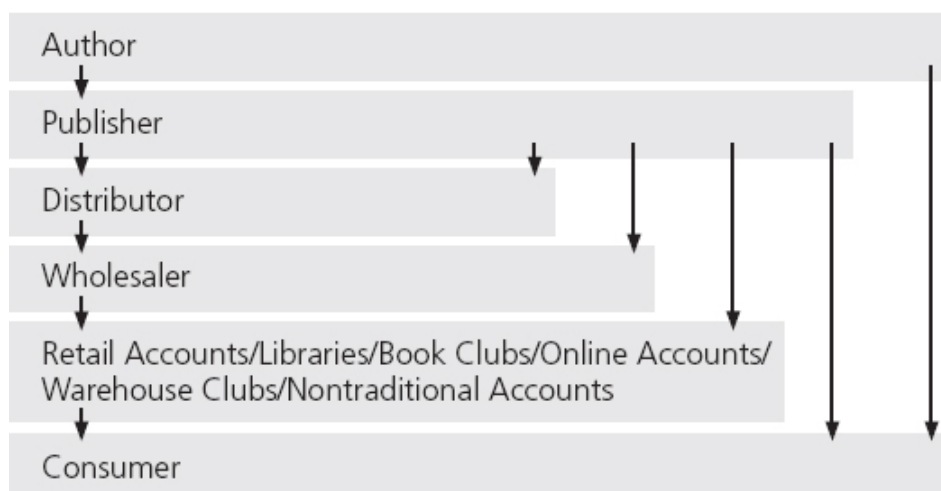 Author
Publisher
Distributor
Wholesaler
Retail Accounts/Libraries/Book Clubs/Online Accounts/
Warehouse Clubs/Nontraditional Accounts
Consumer